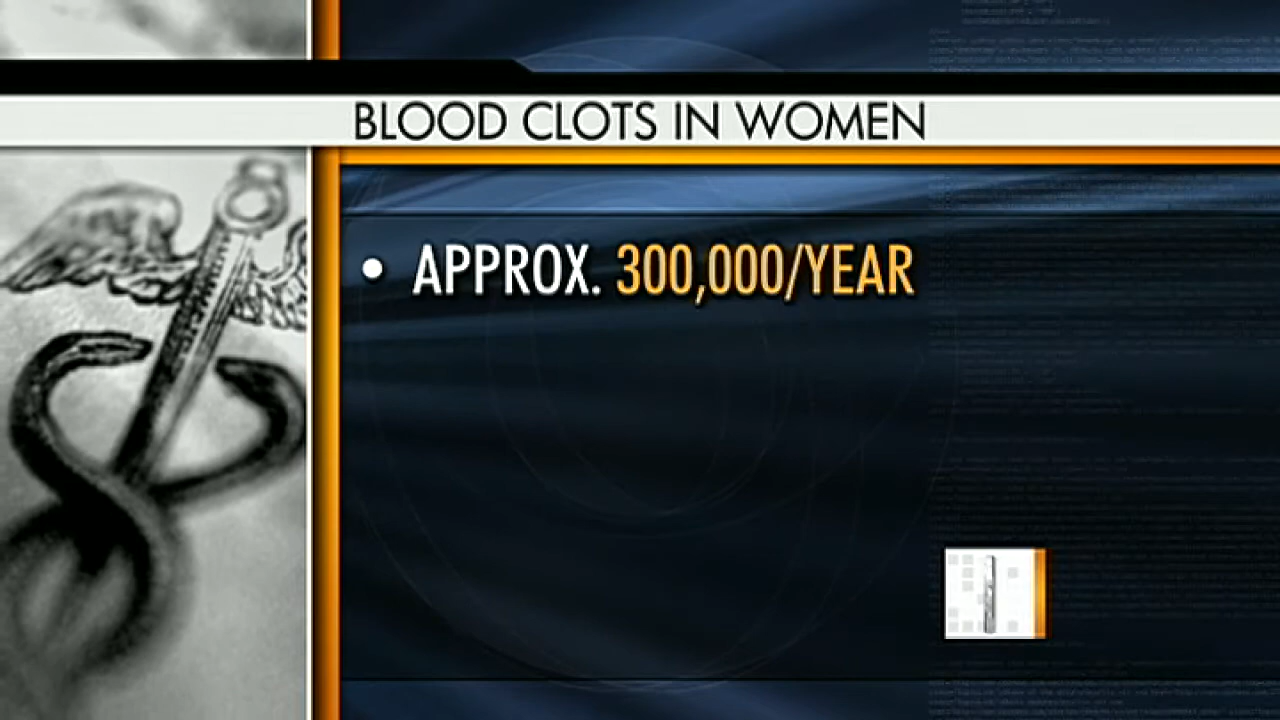 BLOOD CLOTS IN WOMEN
• APPROX. 300,000/YEAR